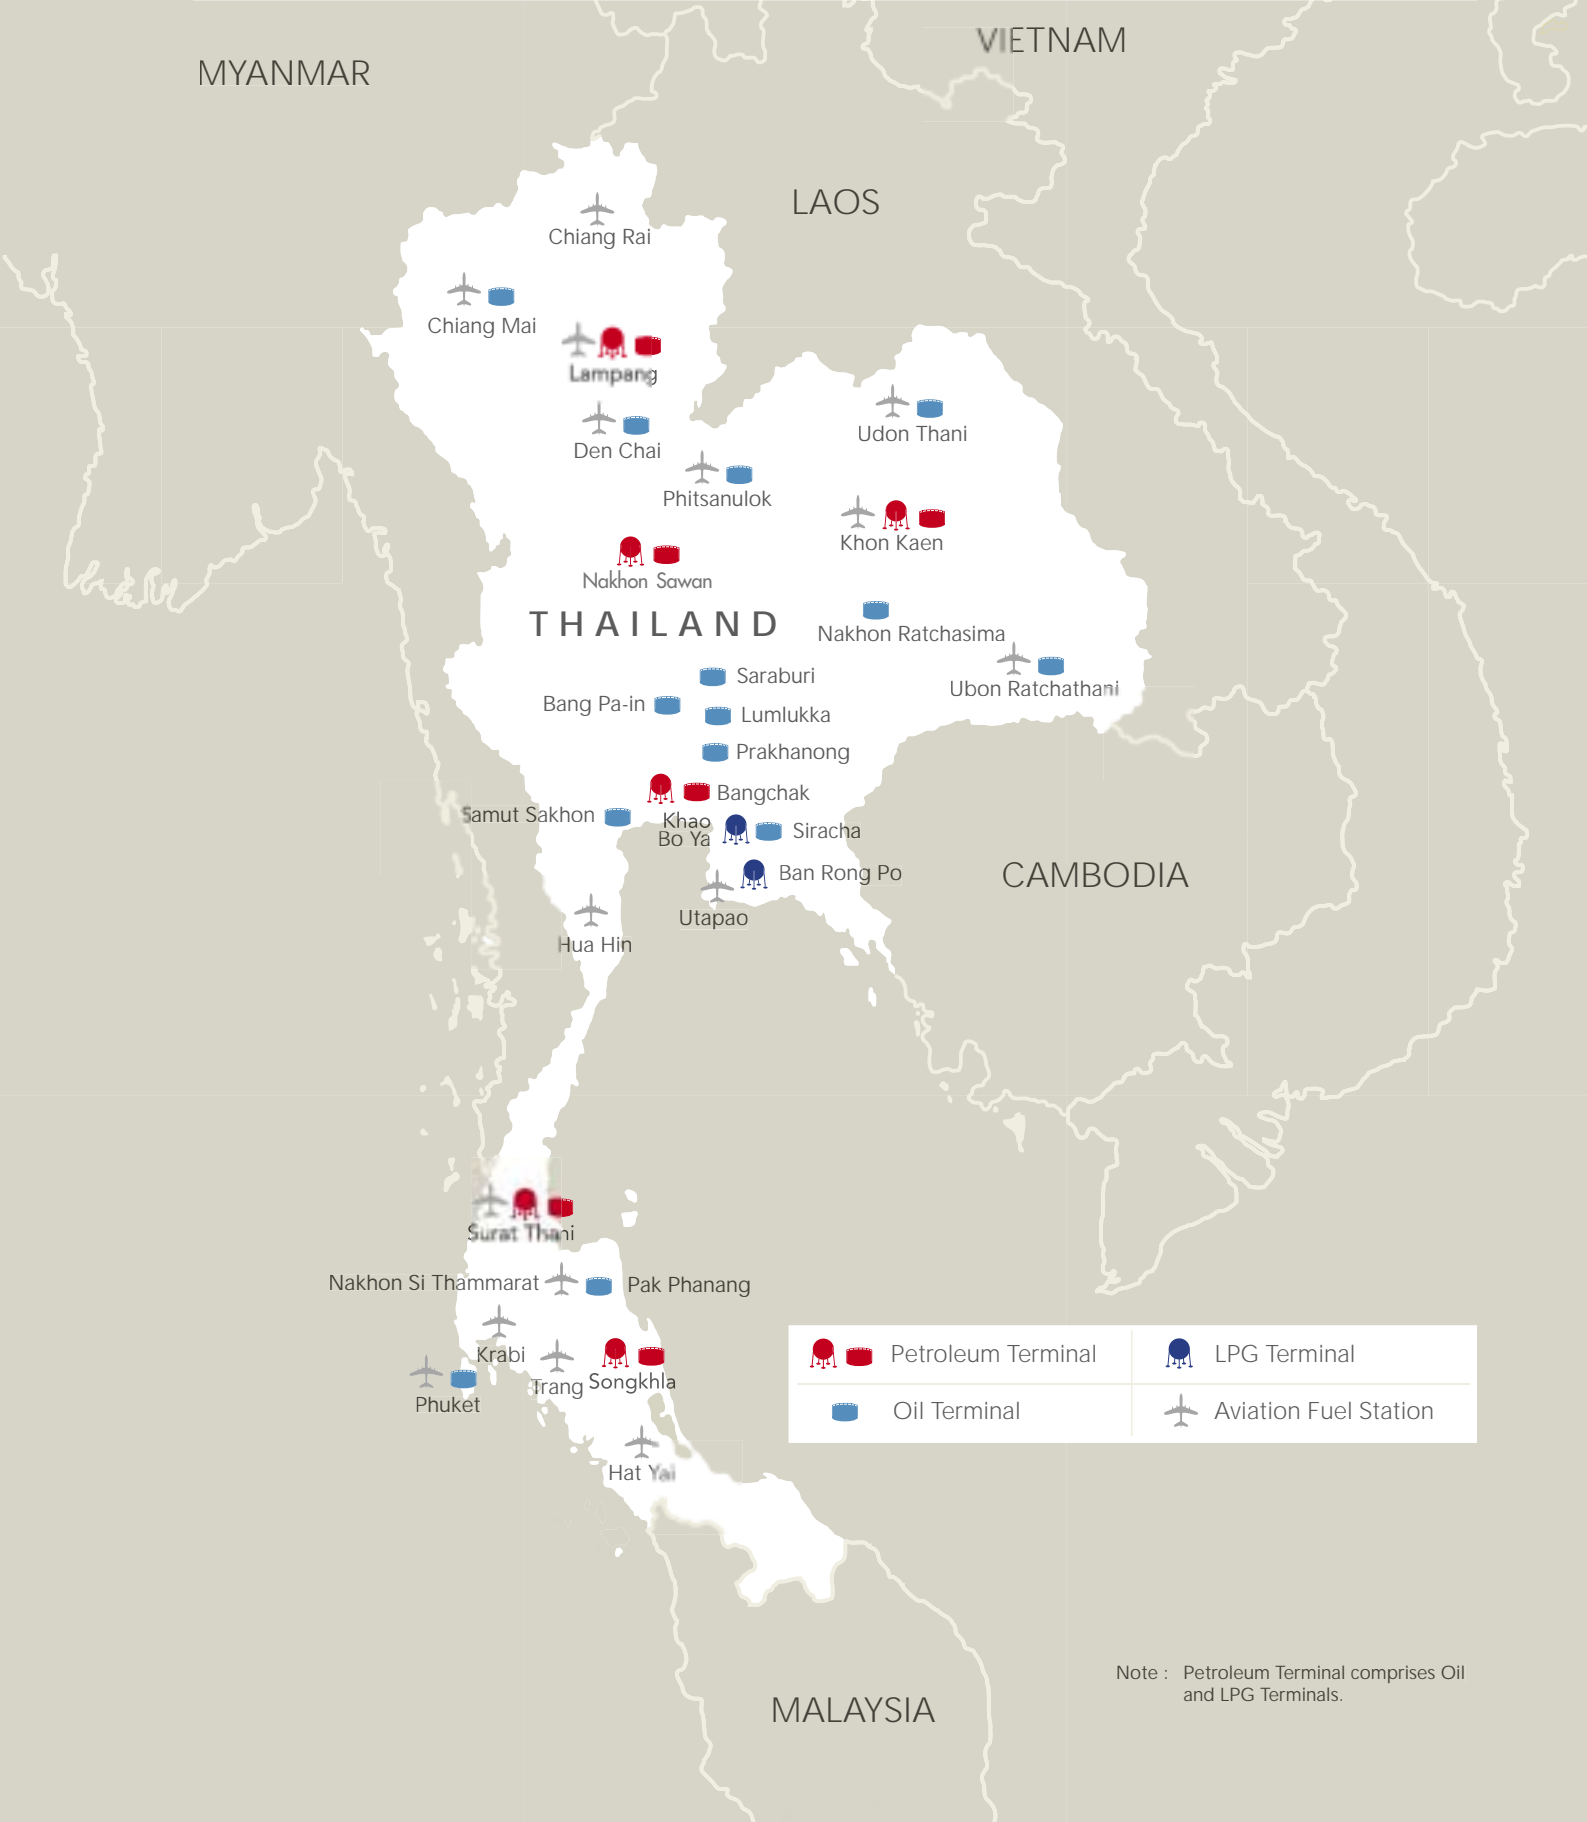 VIETNAM
MYANMAR
LAOS
Chiang Rai
Chiang Mai
Lampang
Den Chai
Udon Thani
Phitsanulok
Khon Kaen
Nakhon Sawan
THAILAND
Nakhon Ratchasima
Saraburi
Ubon Ratchathani
Bang Pa-in
Lumlukka
Prakhanong
Bangchak
Samut Sakhon
Khao
Bo Ya
Siracha
Ban Rong Po
CAMBODIA
Utapao
Hua Hin
Surat Thani
Nakhon Si Thammarat
Pak Phanang
Krabi
Trang
Songkhla
Phuket
Hat Yai
Petroleum Terminal
LPG Terminal
Oil Terminal
Aviation Fuel Station
Note : Petroleum Terminal comprises Oil
and LPG Terminals.
MALAYSIA